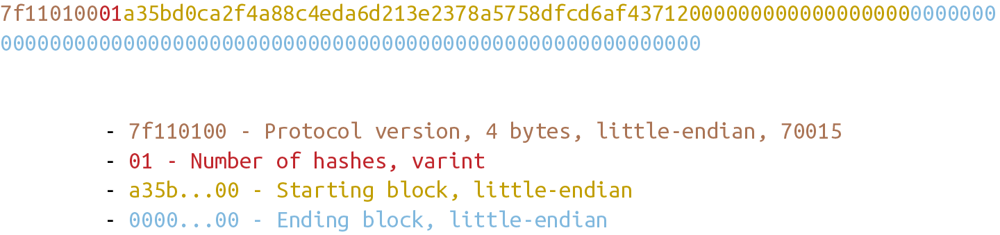 7f11010001a35bd0ca2f4a88c4eda6d213e2378a5758dfcd6af437120000000000000000000000000
000000000000000000000000000000000000000000000000000000000
- 7f110100 - Protocol version, 4 bytes, little-endian, 70015
- 01 - Number of hashes, varint
- a35b...00 - Starting block, little-endian
- 0000...00 - Ending block, little-endian